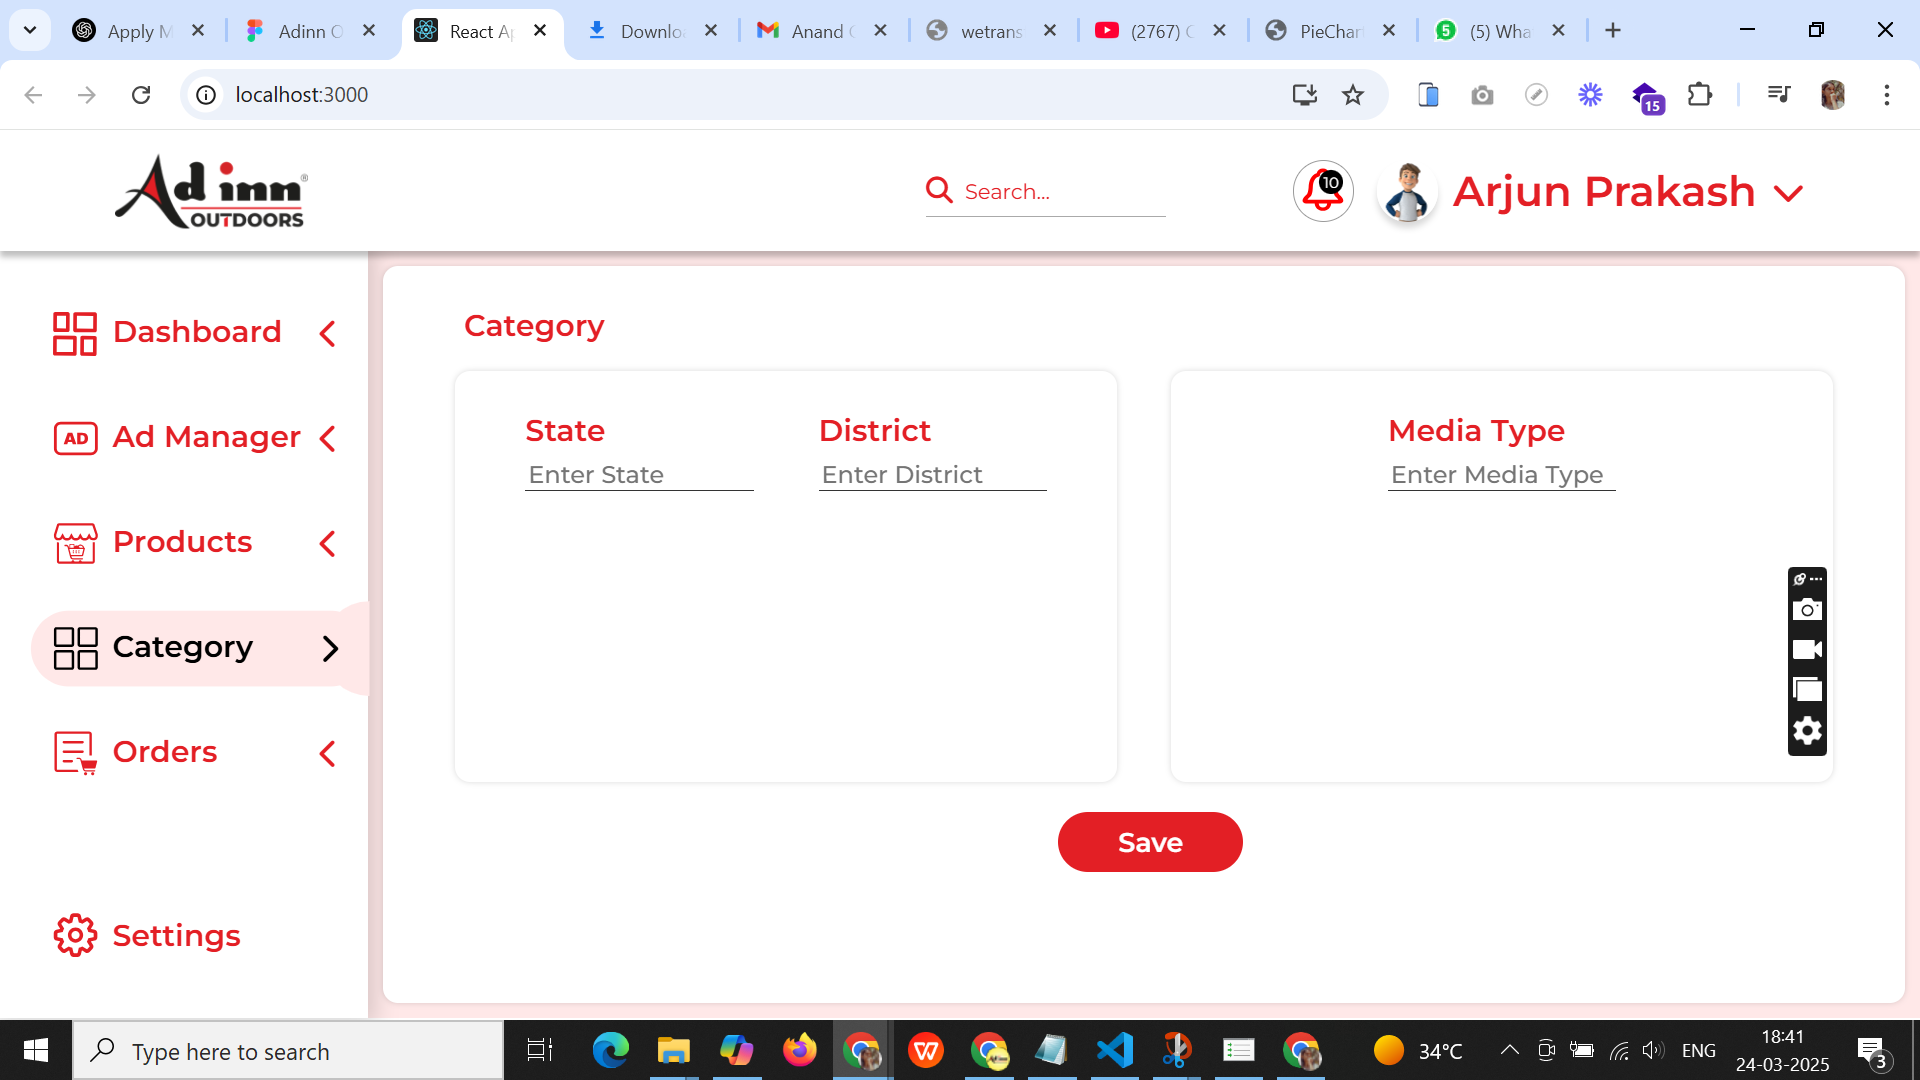 Apply M
Adinn O
React Ap
Downlo
Anand
(2767)
wetrans
PieChar
(5) Wha
5
localhost:3000
15
Ad inn®
OUTDOORS
Search...
10
Arjun Prakash
Dashboard
AD Ad Manager
Products
Category
Orders
Settings
Category
State
District
Enter State
Enter District
Media Type
Enter Media Type
Save
Type here to search
34°C
ENG
18:41
24-03-2025
3